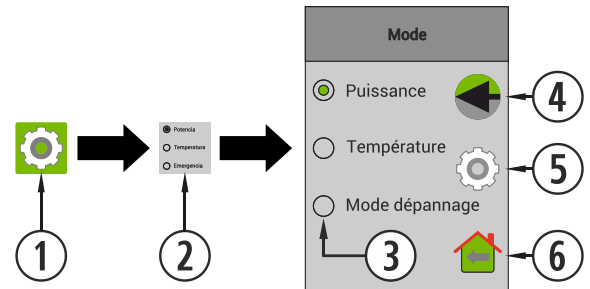 Mode
Puissance
4
Potencia
Temperatura
Emergencia
Température
5
Mode dépannage
1
2
3
6